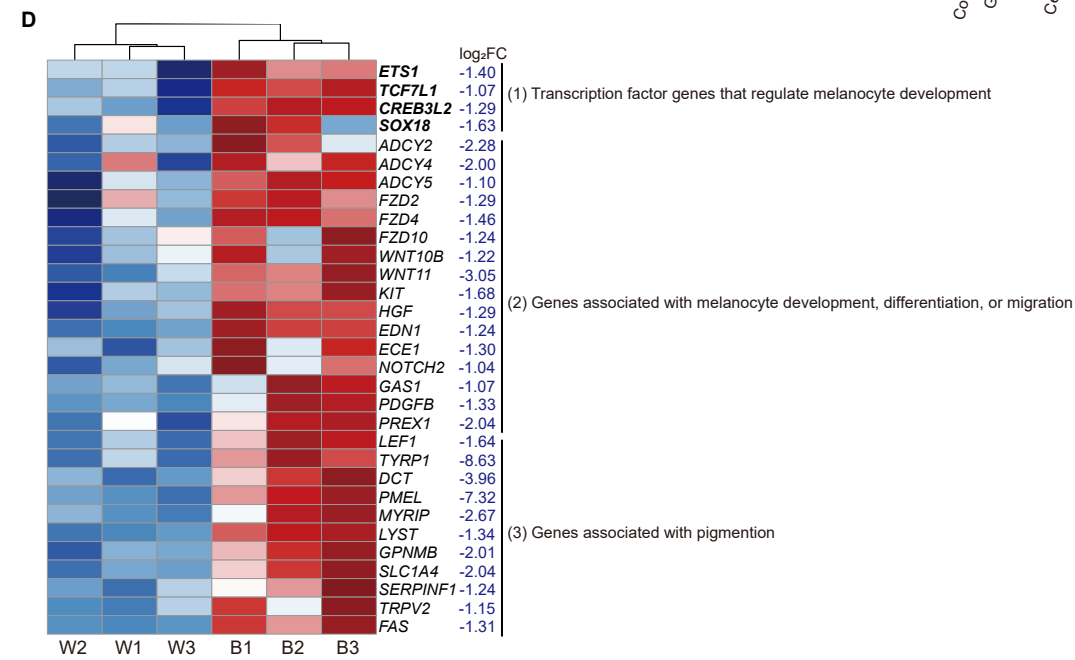 D
Co
G
Ce
log₂FC
ETS1 -1.40
TCF7L1 -1.07
CREB3L2 -1.29
SOX18 -1.63
ADCY2 -2.28
ADCY4 -2.00
ADCY5 -1.10
FZD2 -1.29
FZD4 -1.46
FZD10 -1.24
WNT10B -1.22
WNT11 -3.05
KIT -1.68
HGF -1.29
EDN1 -1.24
ECE1 -1.30
NOTCH2 -1.04
GAS1 -1.07
PDGFB -1.33
PREX1 -2.04
LEF1 -1.64
TYRP1 -8.63
DCT -3.96
PMEL -7.32
MYRIP -2.67
LYST -1.34
GPNMB -2.01
SLC1A4 -2.04
SERPINF1 -1.24
TRPV2 -1.15
FAS -1.31
(1) Transcription factor genes that regulate melanocyte development
(2) Genes associated with melanocyte development, differentiation, or migration
(3) Genes associated with pigmention
W2 W1 W3 B1 B2 B3